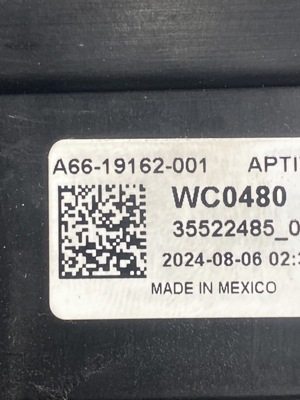 A66-19162-001 APTI
WC0480
35522485_0
2024-08-06 02:3
MADE IN MEXICO